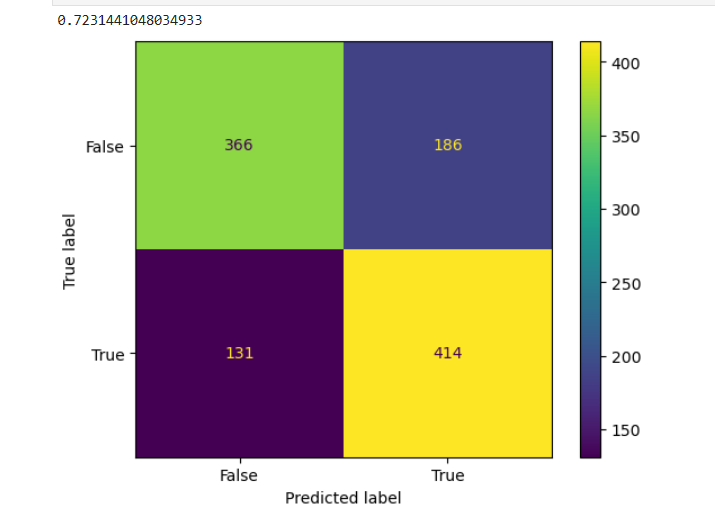 0.7231441048034933
400
False 366 186
350
300
True label
250
200
True 131 414
150
False True
Predicted label